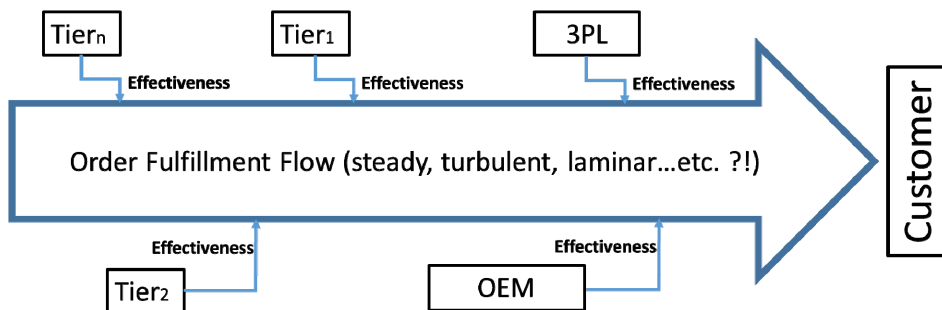 Tierₙ
Tier₁
3PL
Effectiveness
Effectiveness
Effectiveness
Order Fulfillment Flow (steady, turbulent, laminar...etc. ?!)
Customer
Effectiveness
Effectiveness
Tier₂
OEM